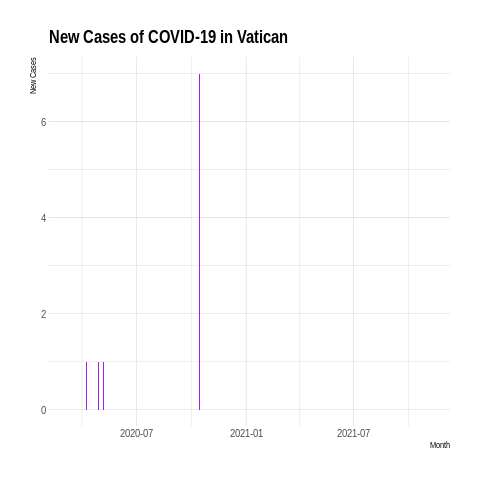 New Cases of COVID-19 in Vatican
New Cases
6
4
2
0
2020-07
2021-01
2021-07
Month